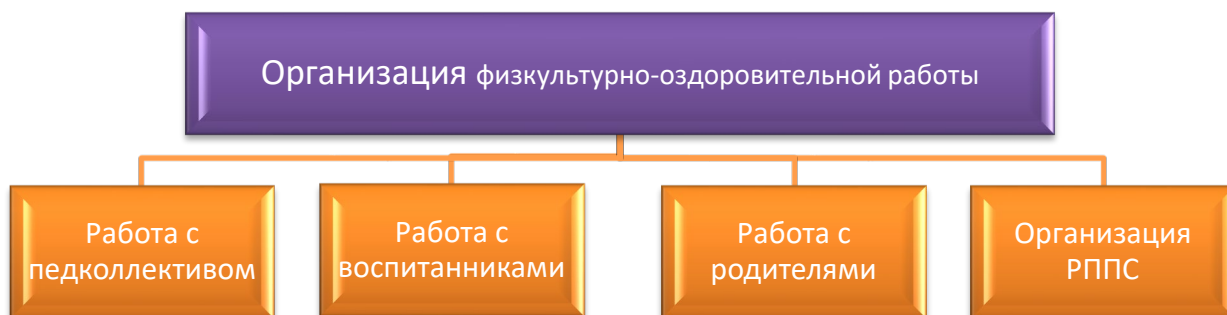 Организация физкультурно-оздоровительной работы
Работа с
педколлективом
Работа с
воспитанниками
Работа с
родителями
Организация
РППС